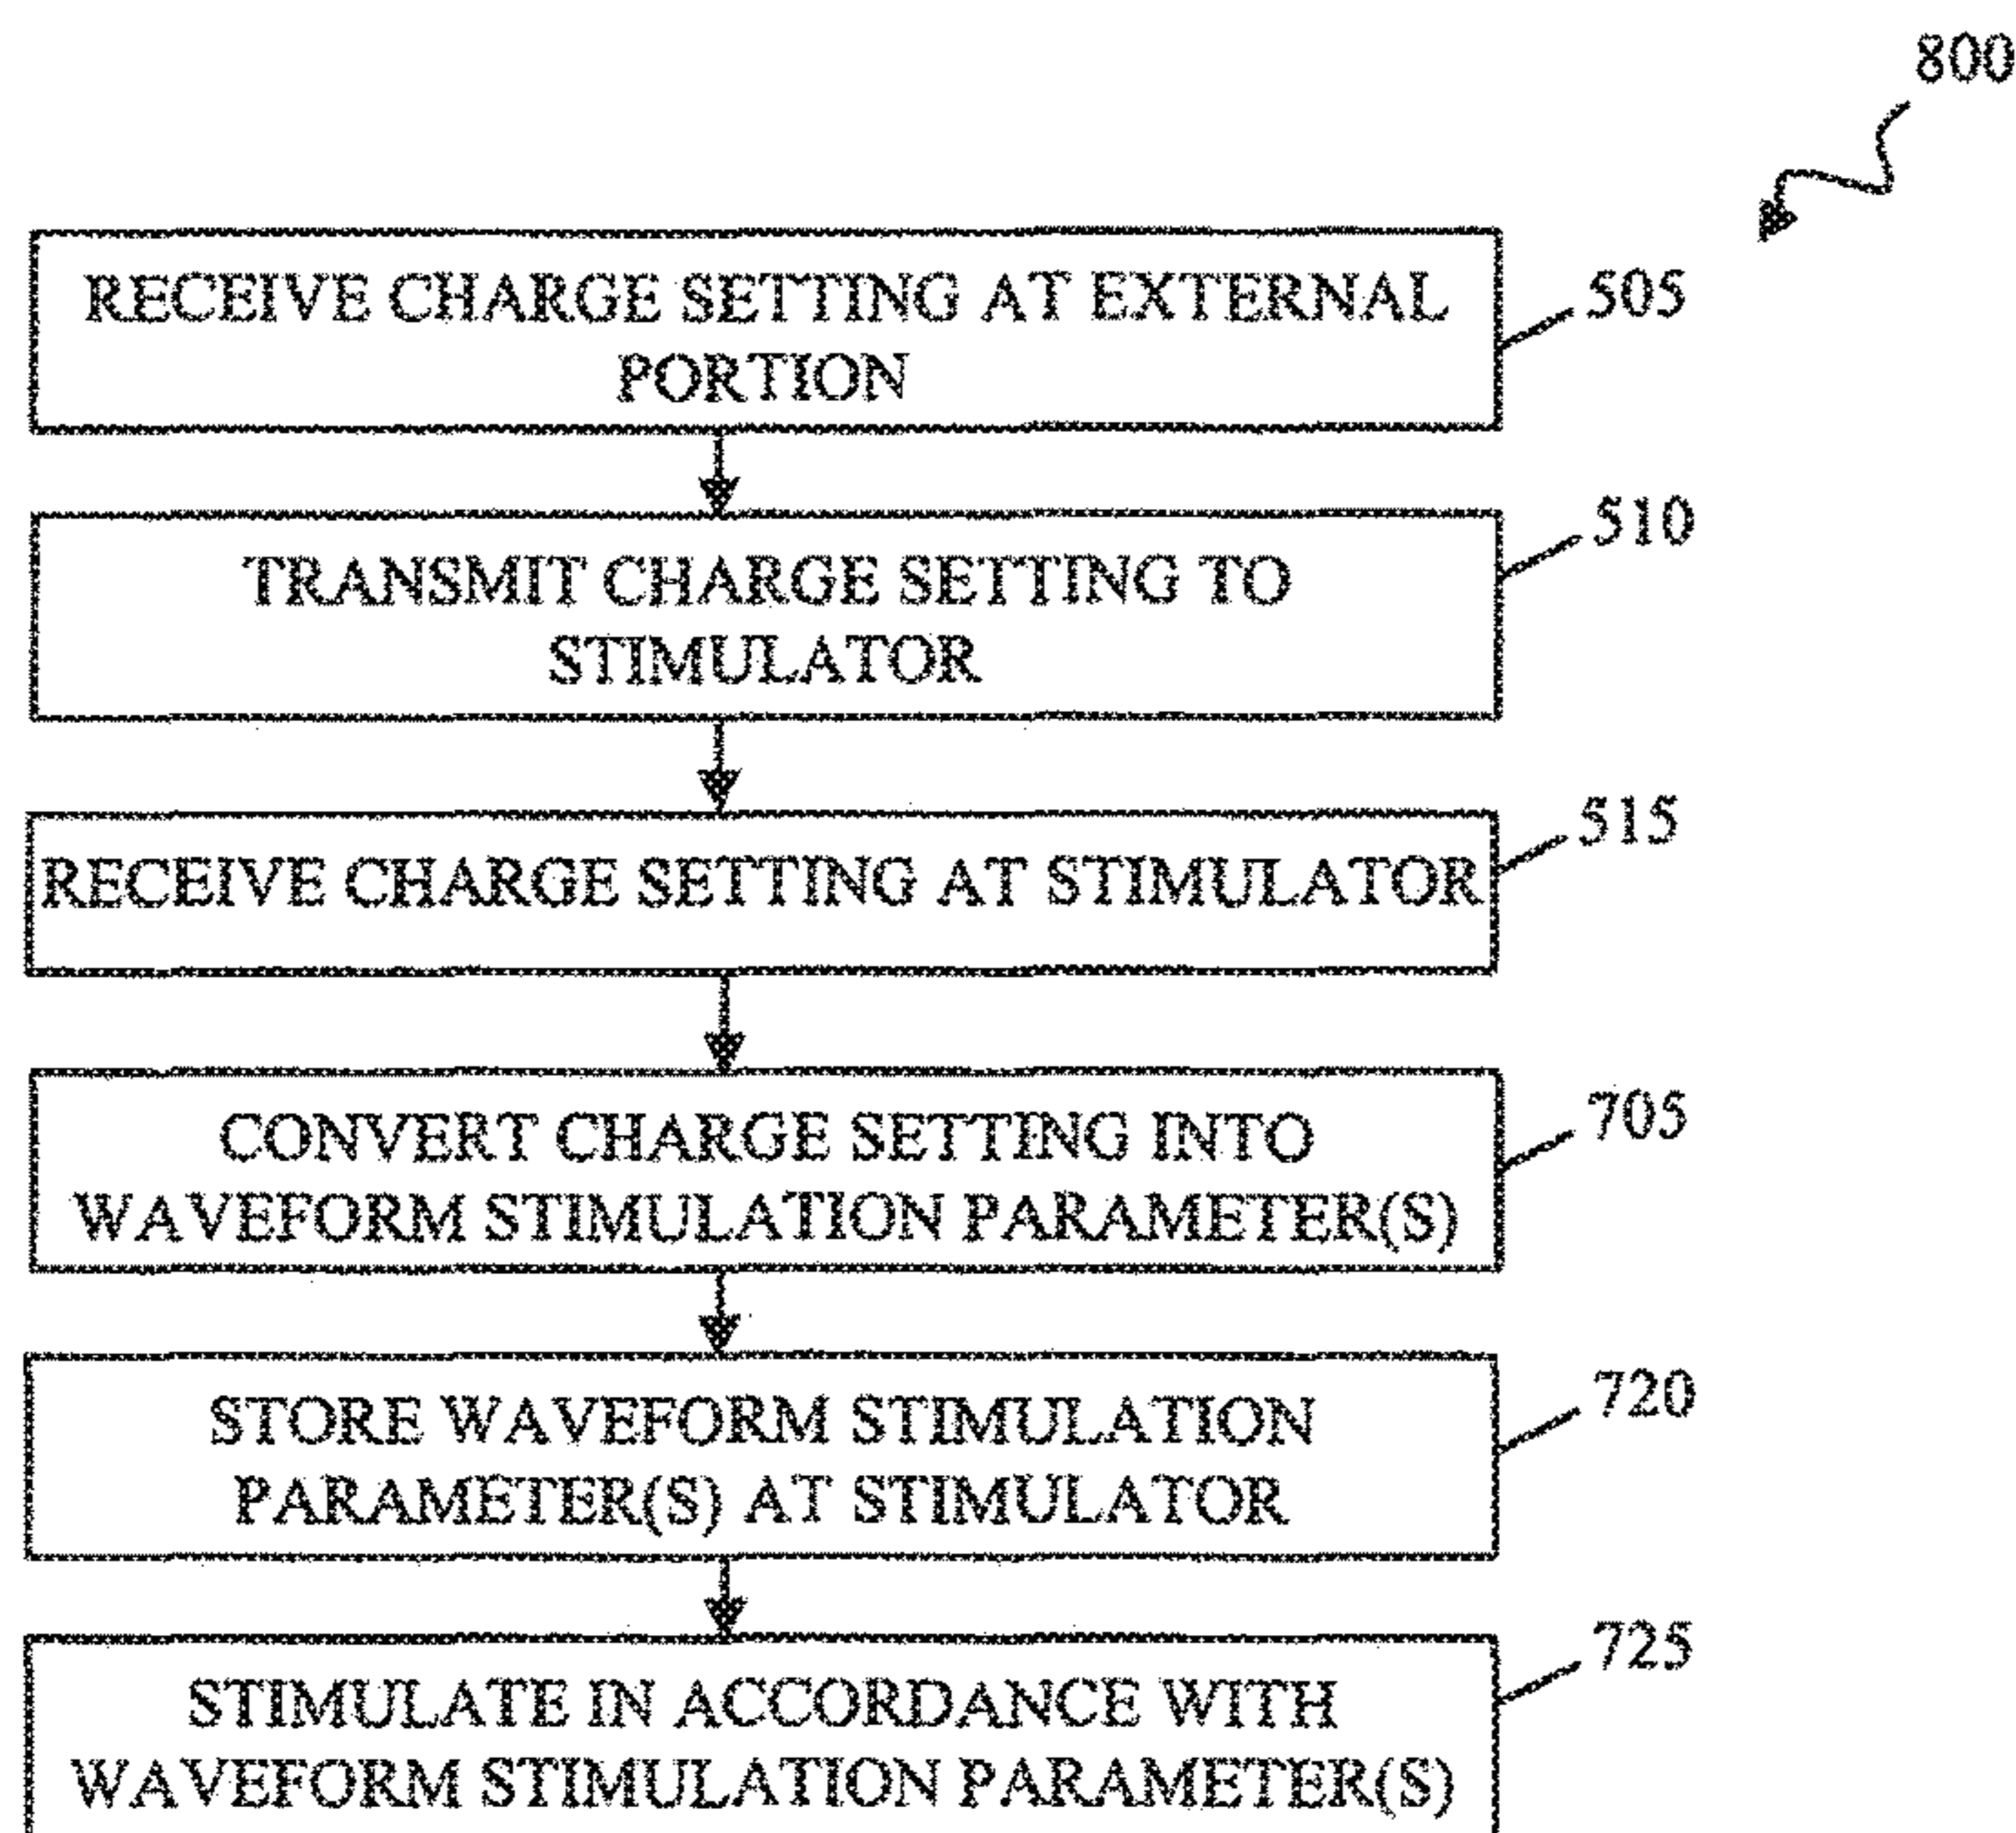 800
RECEIVE CHARGE SETTING AT EXTERNAL
PORTION
505
TRANSMIT CHARGE SETTING TO
STIMULATOR
510
RECEIVE CHARGE SETTING AT STIMULATOR
515
CONVERT CHARGE SETTING INTO
WAVEFORM STIMULATION PARAMETER(S)
705
STORE WAVEFORM STIMULATION
PARAMETER(S) AT STIMULATOR
720
STIMULATE IN ACCORDANCE WITH
WAVEFORM STIMULATION PARAMETER(S)
725